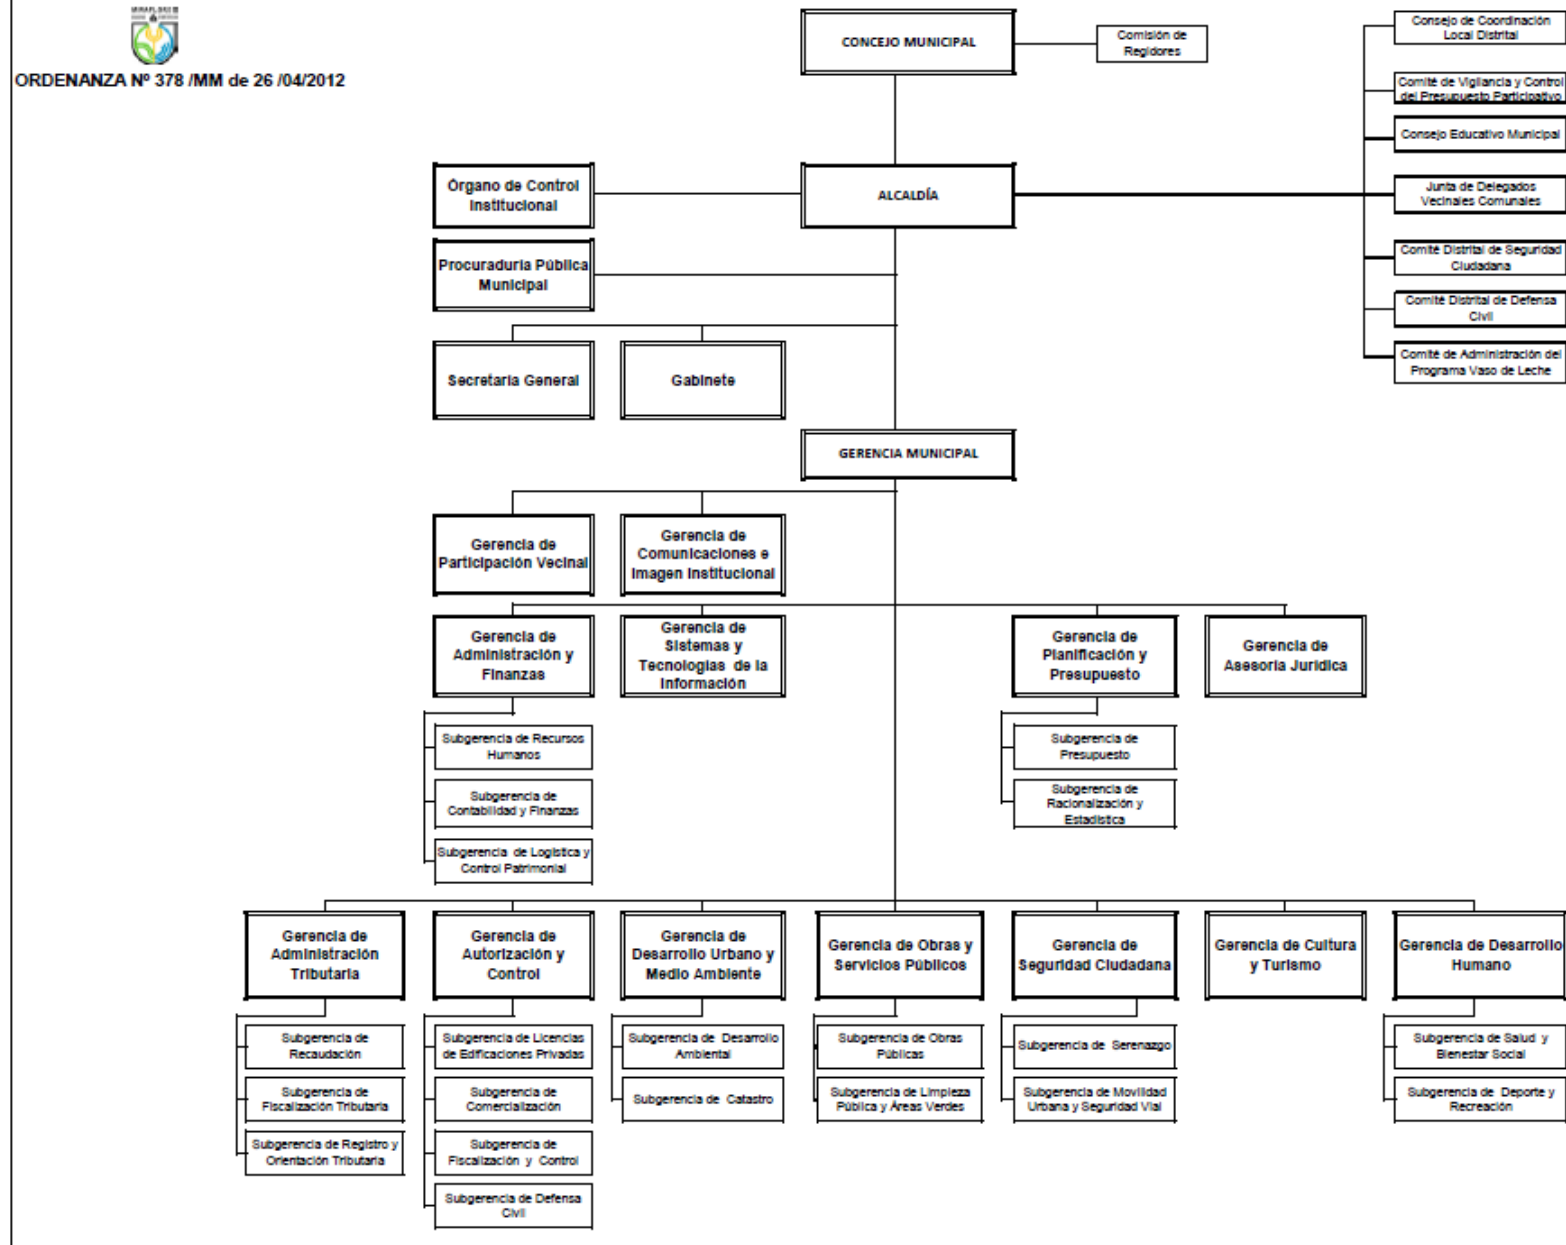 MIRAFLORES
ORDENANZA Nº 378 /MM de 26 /04/2012
CONCEJO MUNICIPAL
Comisión de
Regidores
Consejo de Coordinación
Local Distrital
Comité de Vigilancia y Control
del Presupuesto Participativo
Consejo Educativo Municipal
Órgano de Control
Institucional
ALCALDÍA
Junta de Delegados
Vecinales Comunales
Procuraduría Pública
Municipal
Comité Distrital de Seguridad
Ciudadana
Comité Distrital de Defensa
Civil
Comité de Administración del
Programa Vaso de Leche
Secretaría General
Gabinete
GERENCIA MUNICIPAL
Gerencia de
Participación Vecinal
Gerencia de
Comunicaciones e
Imagen Institucional
Gerencia de
Administración y
Finanzas
Gerencia de
Sistemas y
Tecnologías de la
Información
Gerencia de
Planificación y
Presupuesto
Gerencia de
Asesoría Jurídica
Subgerencia de Recursos
Humanos
Subgerencia de
Contabilidad y Finanzas
Subgerencia de Logística y
Control Patrimonial
Subgerencia de
Presupuesto
Subgerencia de
Racionalización y
Estadística
Gerencia de
Administración
Tributaria
Gerencia de
Autorización y
Control
Gerencia de
Desarrollo Urbano y
Medio Ambiente
Gerencia de Obras y
Servicios Públicos
Gerencia de
Seguridad Ciudadana
Gerencia de Cultura
y Turismo
Gerencia de Desarrollo
Humano
Subgerencia de
Recaudación
Subgerencia de
Fiscalización Tributaria
Subgerencia de Registro y
Orientación Tributaria
Subgerencia de Licencias
de Edificaciones Privadas
Subgerencia de
Comercialización
Subgerencia de
Fiscalización y Control
Subgerencia de Defensa
Civil
Subgerencia de Desarrollo
Ambiental
Subgerencia de Catastro
Subgerencia de Obras
Públicas
Subgerencia de Limpieza
Pública y Áreas Verdes
Subgerencia de Serenazgo
Subgerencia de Movilidad
Urbana y Seguridad Vial
Subgerencia de Salud y
Bienestar Social
Subgerencia de Deporte y
Recreación